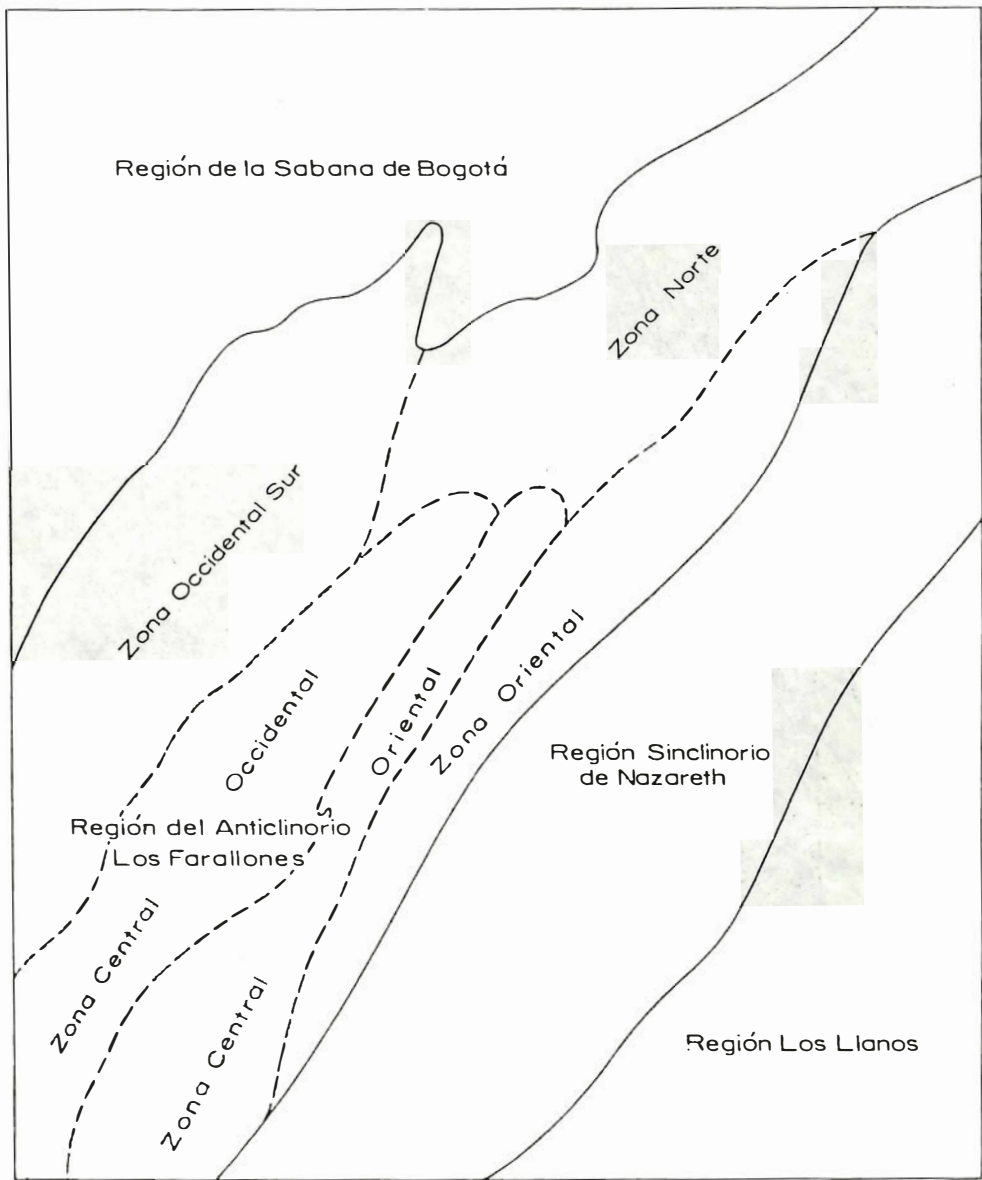 Región de la Sabana de Bogotá
Zona Norte
Zona Occidental Sur
Occidental
Oriental
Zona Oriental
Región Sinclinorio
de Nazareth
Región del Anticlinorio
Los Farallones
Zona Central
Zona Central
Región Los Llanos